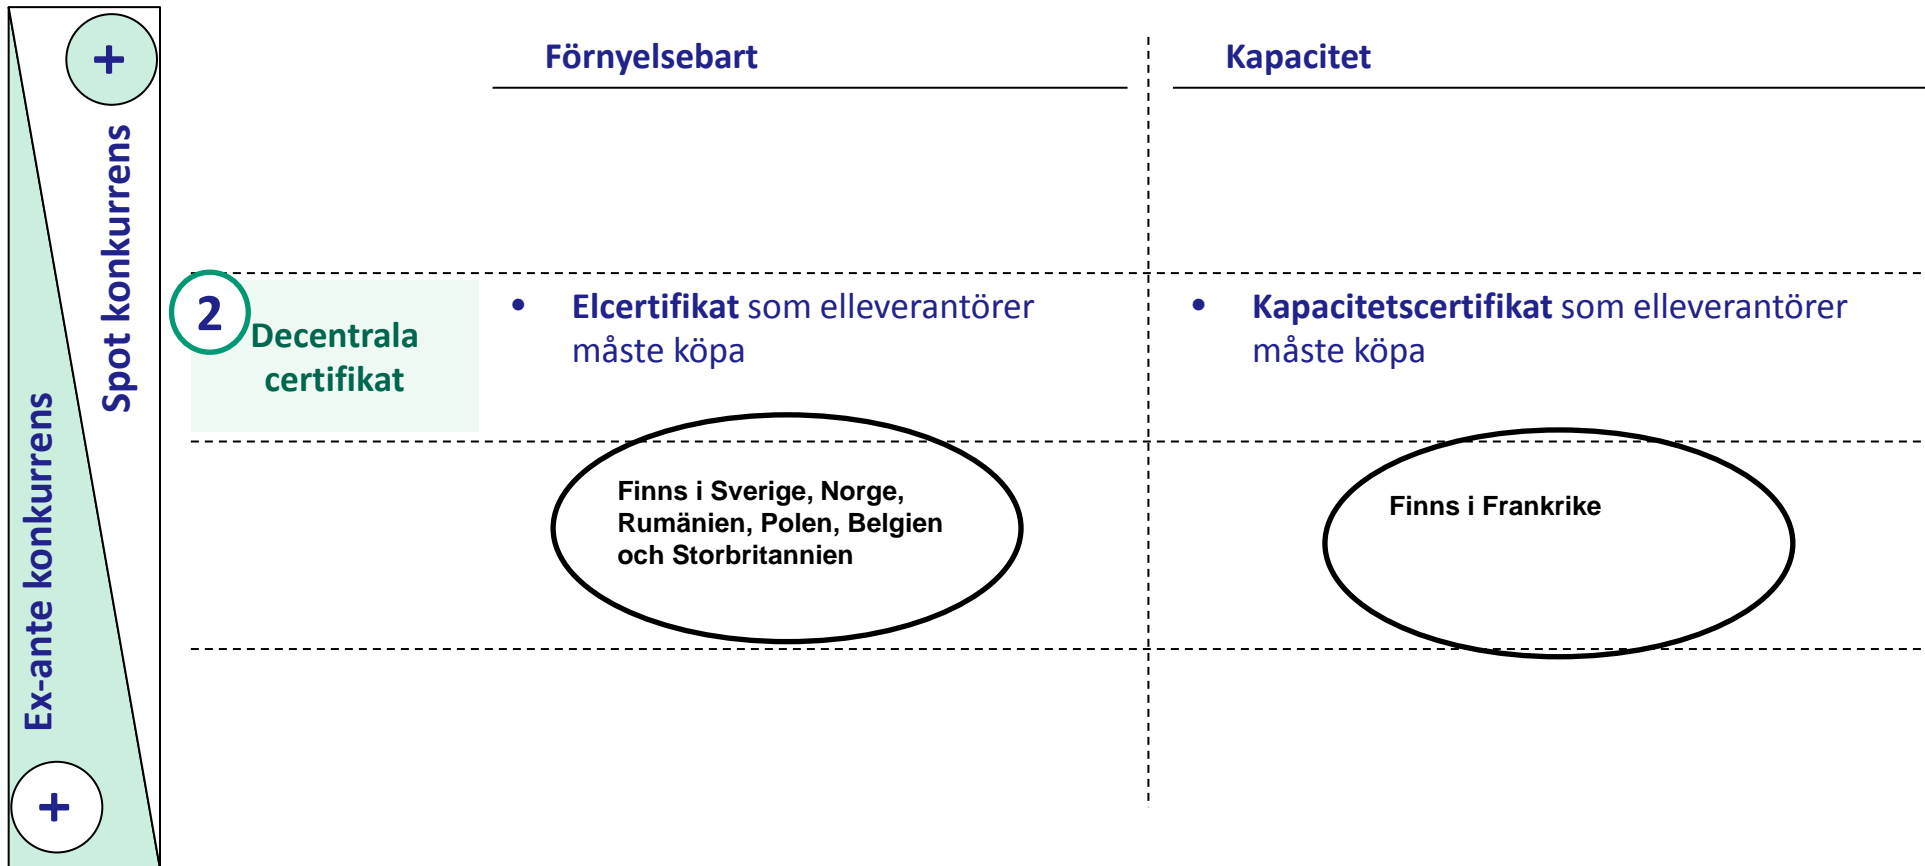 +
Spot konkurrens
Ex-ante konkurrens
+
Förnyelsebart
Kapacitet
2
Decentrala
certifikat
• Elcertifikat som elleverantörer
måste köpa
• Kapacitetscertifikat som elleverantörer
måste köpa
Finns i Sverige, Norge,
Rumänien, Polen, Belgien
och Storbritannien
Finns i Frankrike